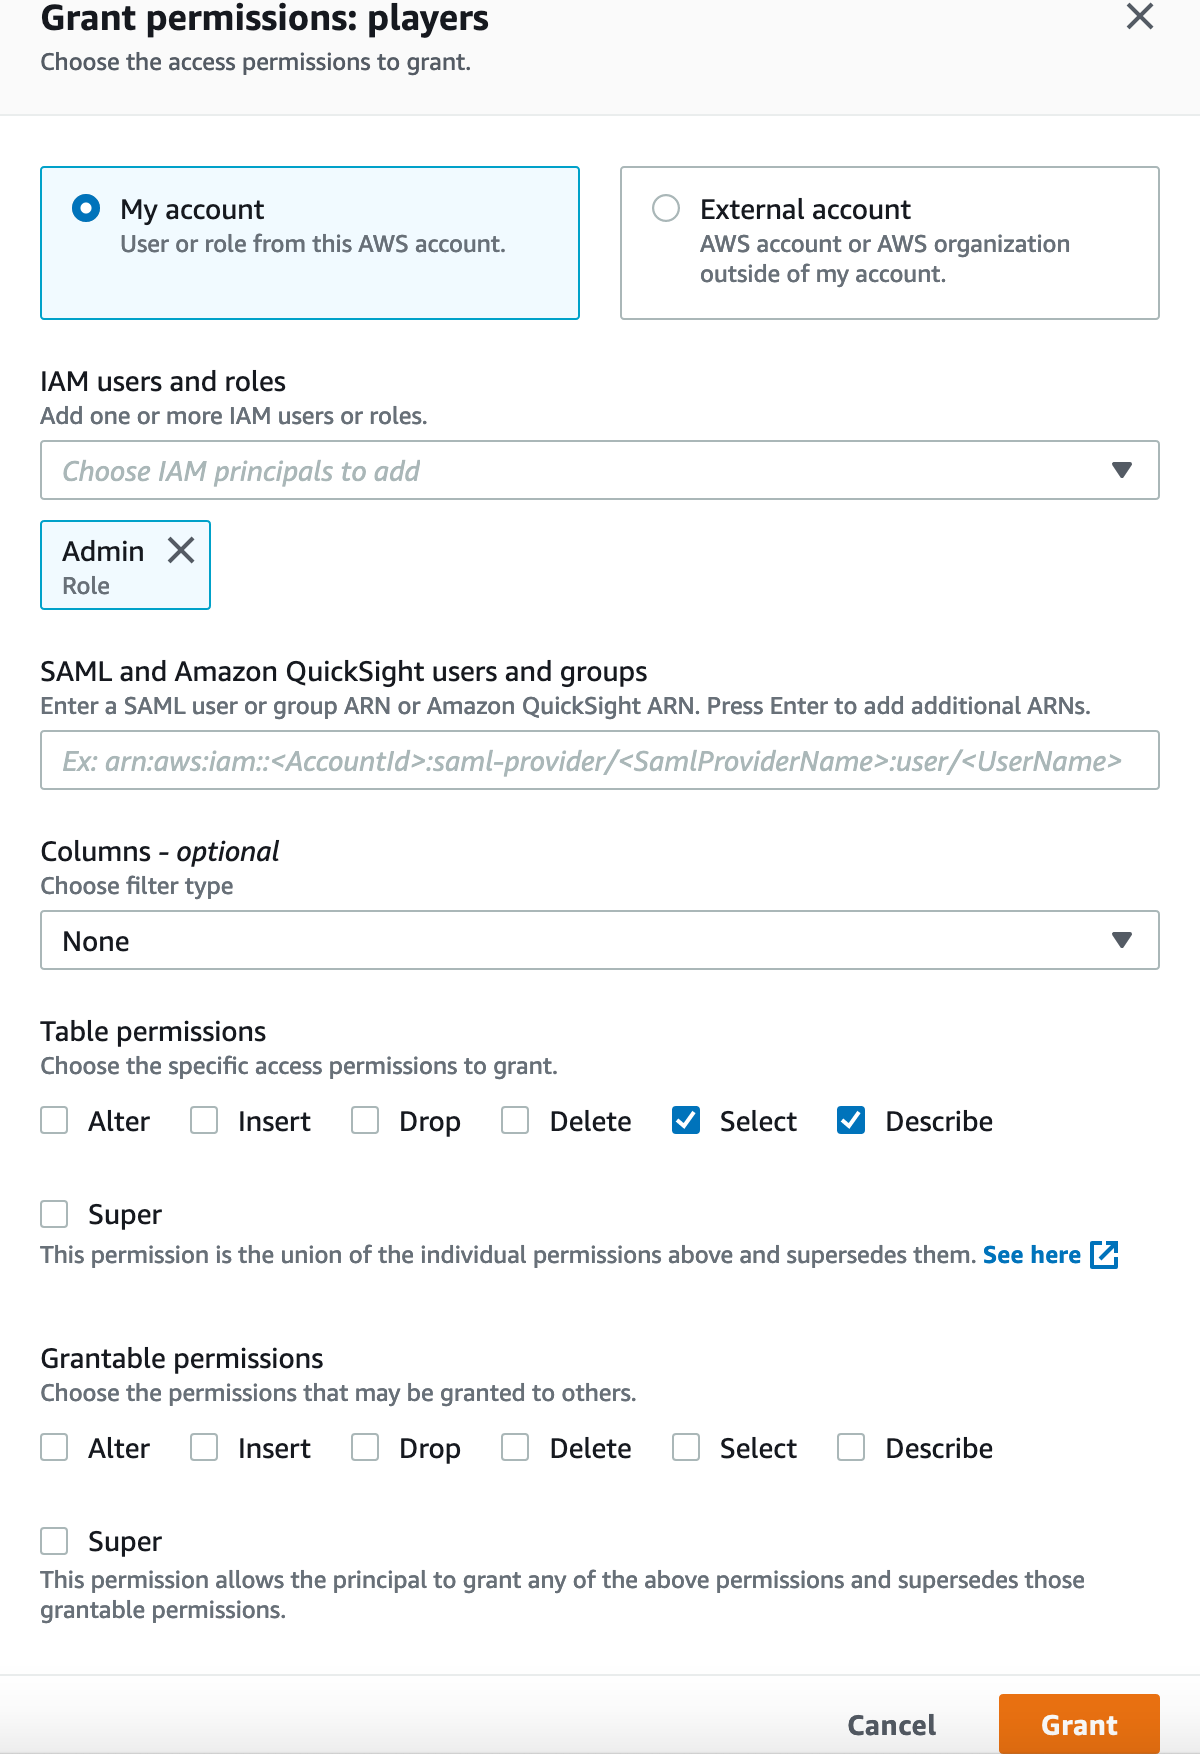 Grant permissions: players
Choose the access permissions to grant.
My account
User or role from this AWS account.
External account
AWS account or AWS organization
outside of my account.
IAM users and roles
Add one or more IAM users or roles.
Choose IAM principals to add
Admin
Role
SAML and Amazon QuickSight users and groups
Enter a SAML user or group ARN or Amazon QuickSight ARN. Press Enter to add additional ARNs.
Ex: arn:aws:iam::<AccountId>:saml-provider/<SamlProviderName>:user/<UserName>
Columns - optional
Choose filter type
None
Table permissions
Choose the specific access permissions to grant.
Alter Insert Drop Delete Select Describe
Super
This permission is the union of the individual permissions above and supersedes them. See here
Grantable permissions
Choose the permissions that may be granted to others.
Alter Insert Drop Delete Select Describe
Super
This permission allows the principal to grant any of the above permissions and supersedes those
grantable permissions.
Cancel Grant